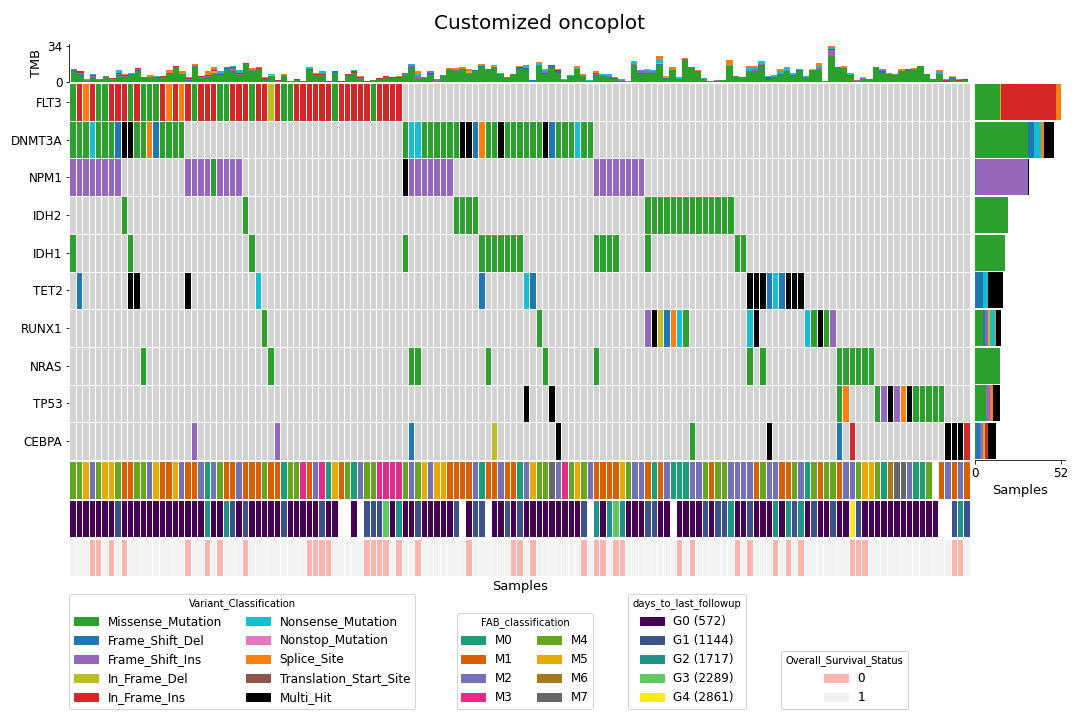 Customized oncoplot
34
TMB
0
FLT3
DNMT3A
NPM1
IDH2
IDH1
TET2
RUNX1
NRAS
TP53
CEBPA
0 52
Samples
Samples
Variant_Classification
Missense_Mutation
Frame_Shift_Del
Frame_Shift_Ins
In_Frame_Del
In_Frame_Ins
Nonsense_Mutation
Nonstop_Mutation
Splice_Site
Translation_Start_Site
Multi_Hit
FAB_classification
M0
M1
M2
M3
M4
M5
M6
M7
days_to_last_followup
G0 (572)
G1 (1144)
G2 (1717)
G3 (2289)
G4 (2861)
Overall_Survival_Status
0
1